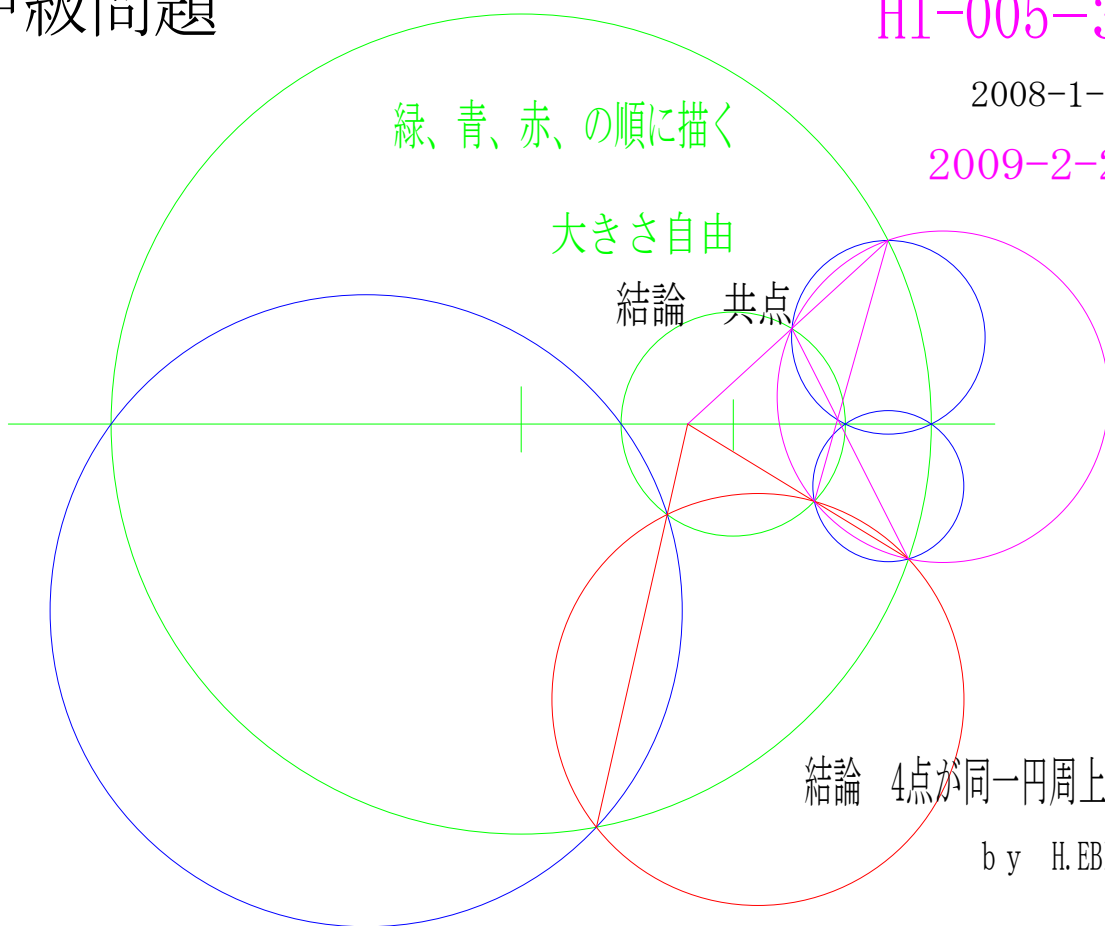 級問題
HI-005-
2008-1-
緑、青、赤、の順に描く
2009-2-
大きさ自由
結論 共点
結論 4点が同一円周上
by H.EB